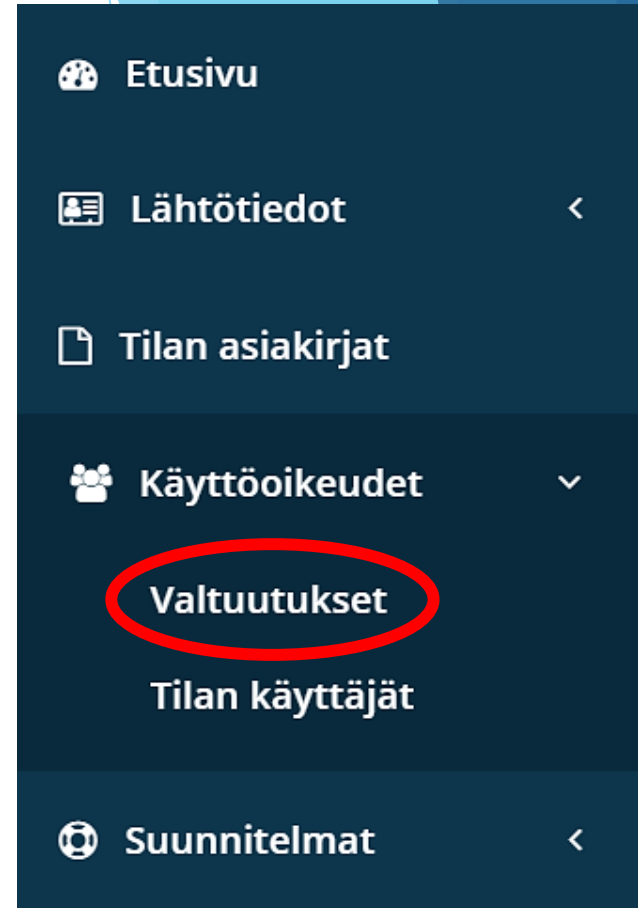 Etusivu
Lähtötiedot
Tilan asiakirjat
Käyttöoikeudet
Valtuutukset
Tilan käyttäjät
Suunnitelmat